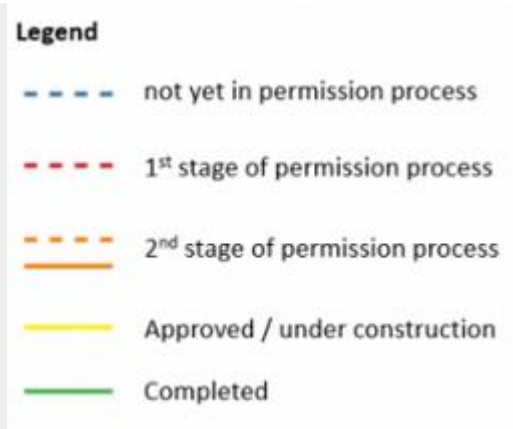 Legend
not yet in permission process
1st stage of permission process
2nd stage of permission process
Approved / under construction
Completed